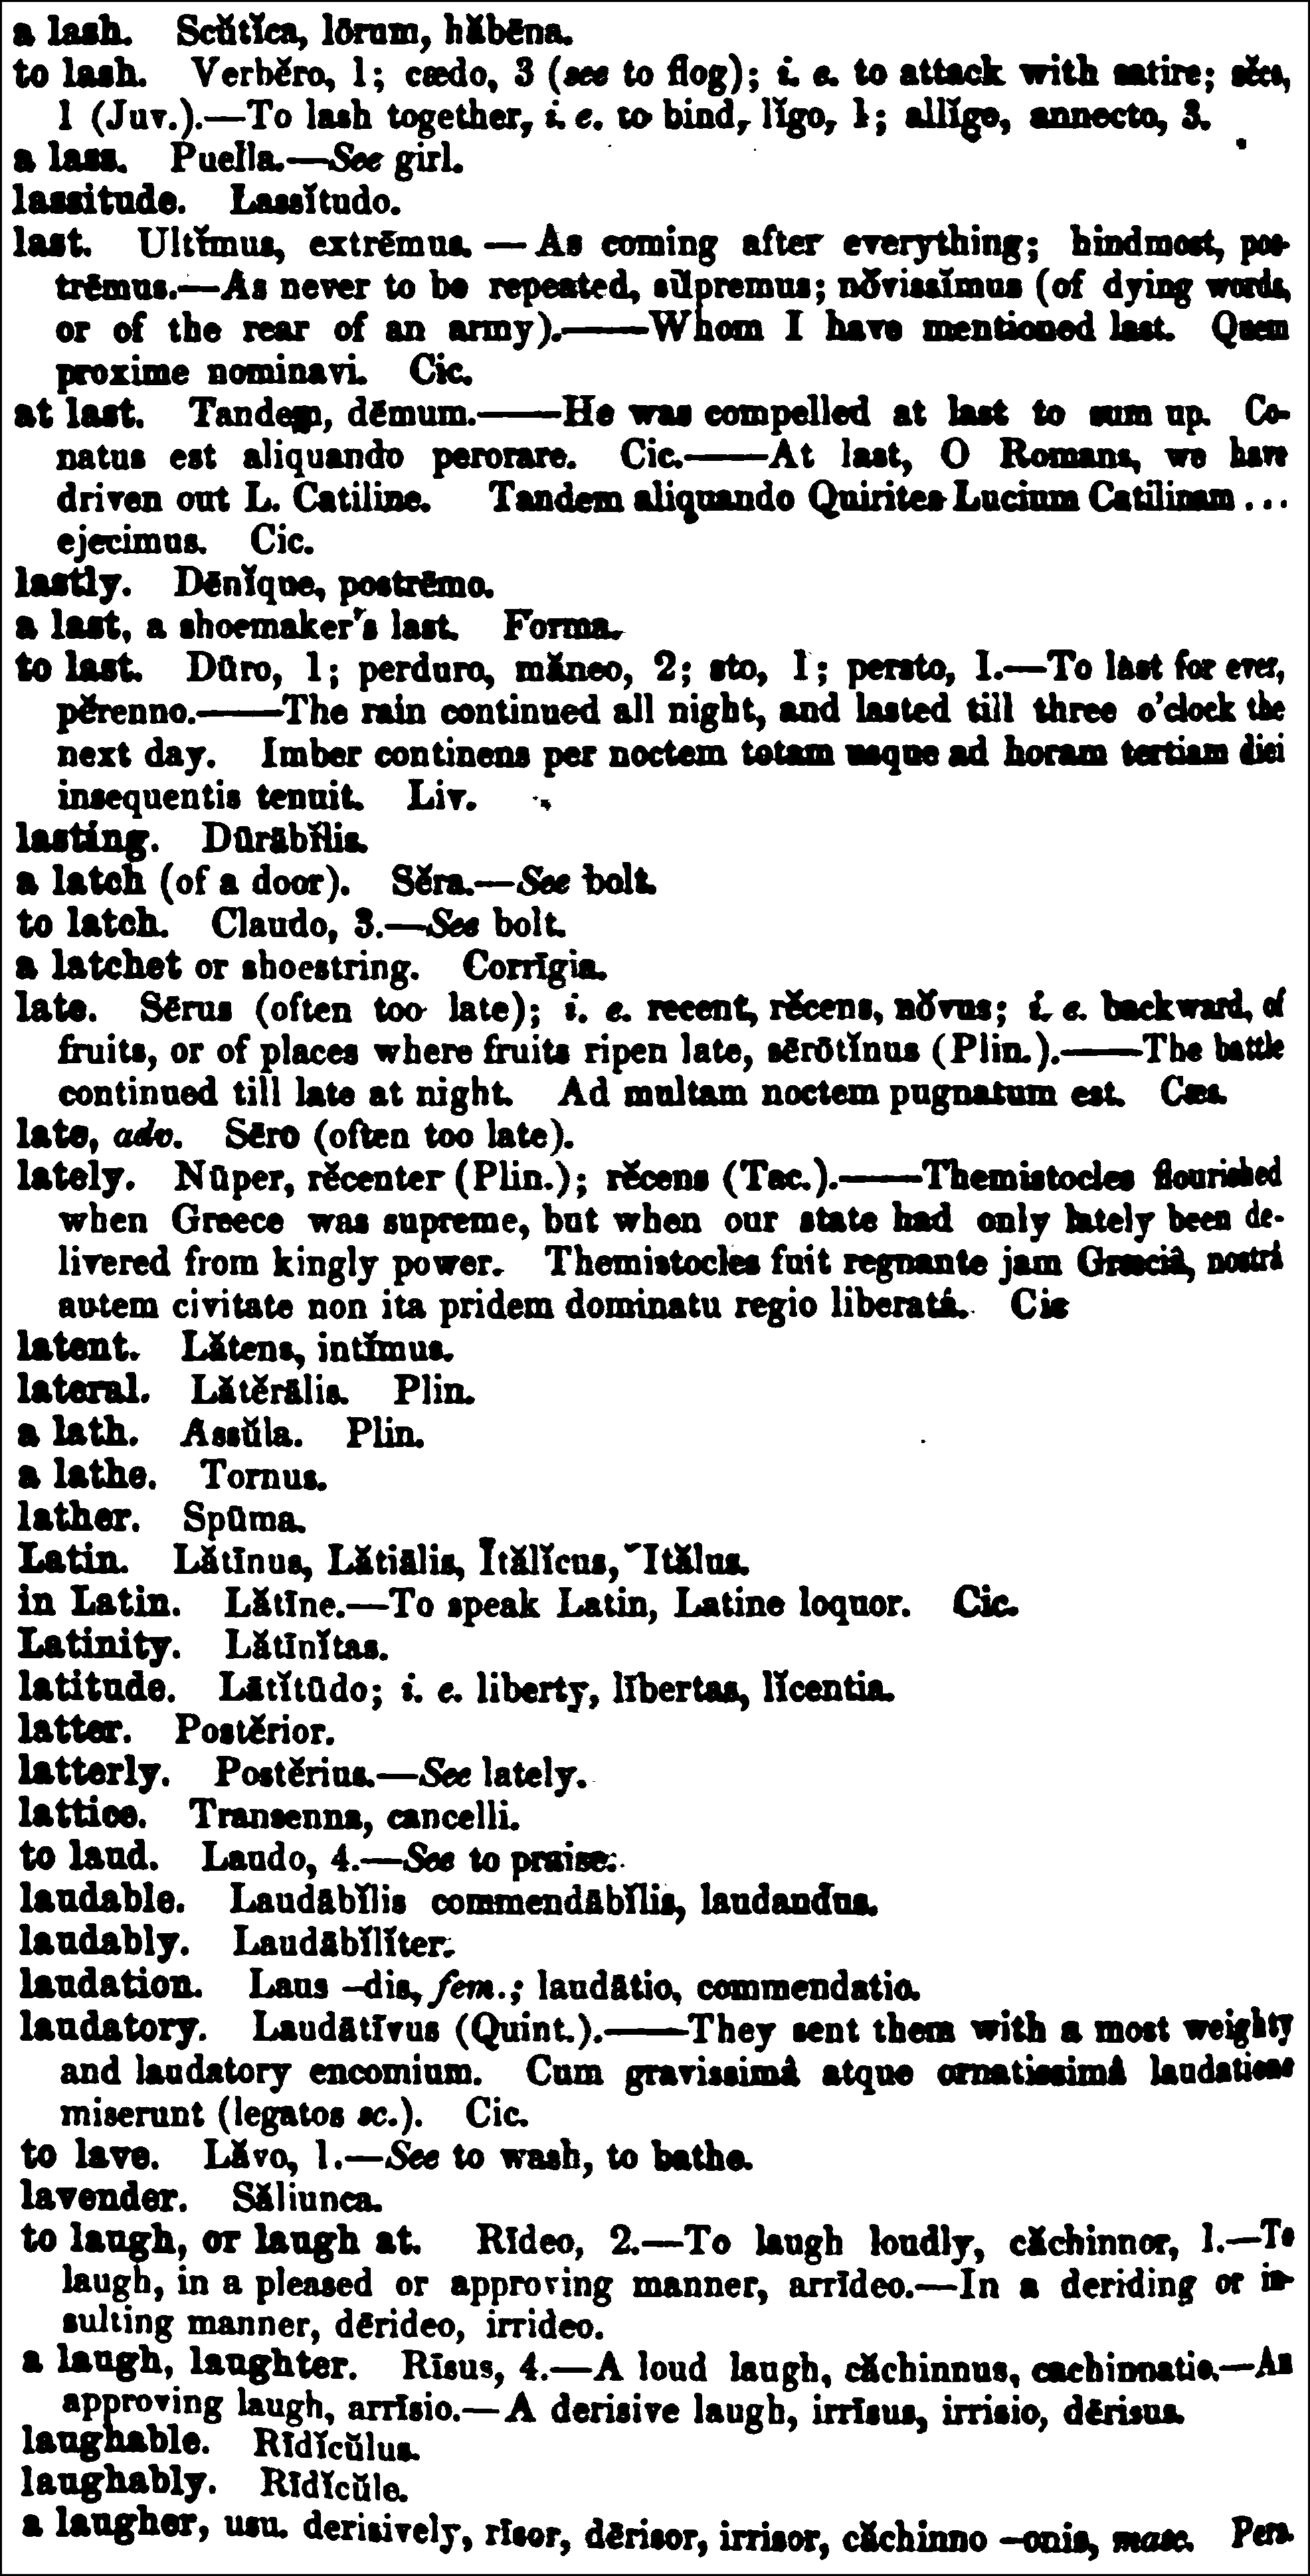 a lash. Scŭtĭca, lōrum, hăbēna.
to lash. Verbĕro, 1; cædo, 3 (see to flog); i. e. to attack with satire; sĕco,
1 (Juv.).—To lash together, i. e. to bind, lĭgo, 1; allĭgo, annecto, 3.
a lass. Puella.—See girl.
lassitude. Lassĭtudo.
last. Ultĭmus, extrēmus.—As coming after everything; hindmost, pos-
trēmus.—As never to be repeated, sŭpremus; nŏvissĭmus (of dying words,
or of the rear of an army).——Whom I have mentioned last. Quem
proxime nominavi. Cic.
at last. Tandem, dēmum.——He was compelled at last to sum up. Co-
natus est aliquando perorare. Cic.——At last, O Romans, we have
driven out L. Catiline. Tandem aliquando Quirites Lucium Catilinam ...
ejecimus. Cic.
lastly. Dēnĭque, postrēmo.
a last, a shoemaker's last. Forma.
to last. Dūro, 1; perduro, măneo, 2; sto, 1; persto, 1.—To last for ever,
pĕrenno.——The rain continued all night, and lasted till three o'clock the
next day. Imber continens per noctem totam usque ad horam tertiam diei
insequentis tenuit. Liv.
lasting. Dūrābĭlis.
a latch (of a door). Sĕra.—See bolt.
to latch. Claudo, 3.—See bolt.
a latchet or shoestring. Corrīgia.
late. Sērus (often too late); i. e. recent, rĕcens, nŏvus; i. e. backward, of
fruits, or of places where fruits ripen late, sērōtĭnus (Plin.).——The battle
continued till late at night. Ad multam noctem pugnatum est. Cæs.
late, adv. Sēro (often too late).
lately. Nūper, rĕcenter (Plin.); rĕcens (Tac.).——Themistocles flourished
when Greece was supreme, but when our state had only lately been de-
livered from kingly power. Themistocles fuit regnante jam Græciâ, nostrâ
autem civitate non ita pridem dominatu regio liberatâ. Cic
latent. Lătens, intĭmus.
lateral. Lătĕrālis. Plin.
a lath. Assŭla. Plin.
a lathe. Tornus.
lather. Spūma.
Latin. Lătīnus, Lătiālis, Ītălĭcus, ˘Itălus.
in Latin. Lătīne.—To speak Latin, Latine loquor. Cic.
Latinity. Lătīnĭtas.
latitude. Lātĭtūdo; i. e. liberty, lībertas, lĭcentia.
latter. Postĕrior.
latterly. Postĕrius.—See lately.
lattice. Transenna, cancelli.
to laud. Laudo, 4.—See to praise.
laudable. Laudābĭlis commendābĭlis, laudandus.
laudably. Laudābĭlĭter.
laudation. Laus –dis, fem.; laudātio, commendatio.
laudatory. Laudātīvus (Quint.).——They sent them with a most weighty
and laudatory encomium. Cum gravissimâ atque ornatissimâ laudatione
miserunt (legatos sc.). Cic.
to lave. Lăvo, 1.—See to wash, to bathe.
lavender. Săliunca.
to laugh, or laugh at. Rīdeo, 2.—To laugh loudly, căchinnor, 1.—To
laugh, in a pleased or approving manner, arrīdeo.—In a deriding or in-
sulting manner, dērideo, irrideo.
a laugh, laughter. Rīsus, 4.—A loud laugh, căchinnus, cachinnatio.—An
approving laugh, arrīsio.—A derisive laugh, irrīsus, irrisio, dērisus.
laughable. Rīdĭcŭlus.
laughably. Rīdĭcŭle.
a laugher, usu. derisively, rīsor, dērisor, irrisor, căchinno –onis, masc. Pers.